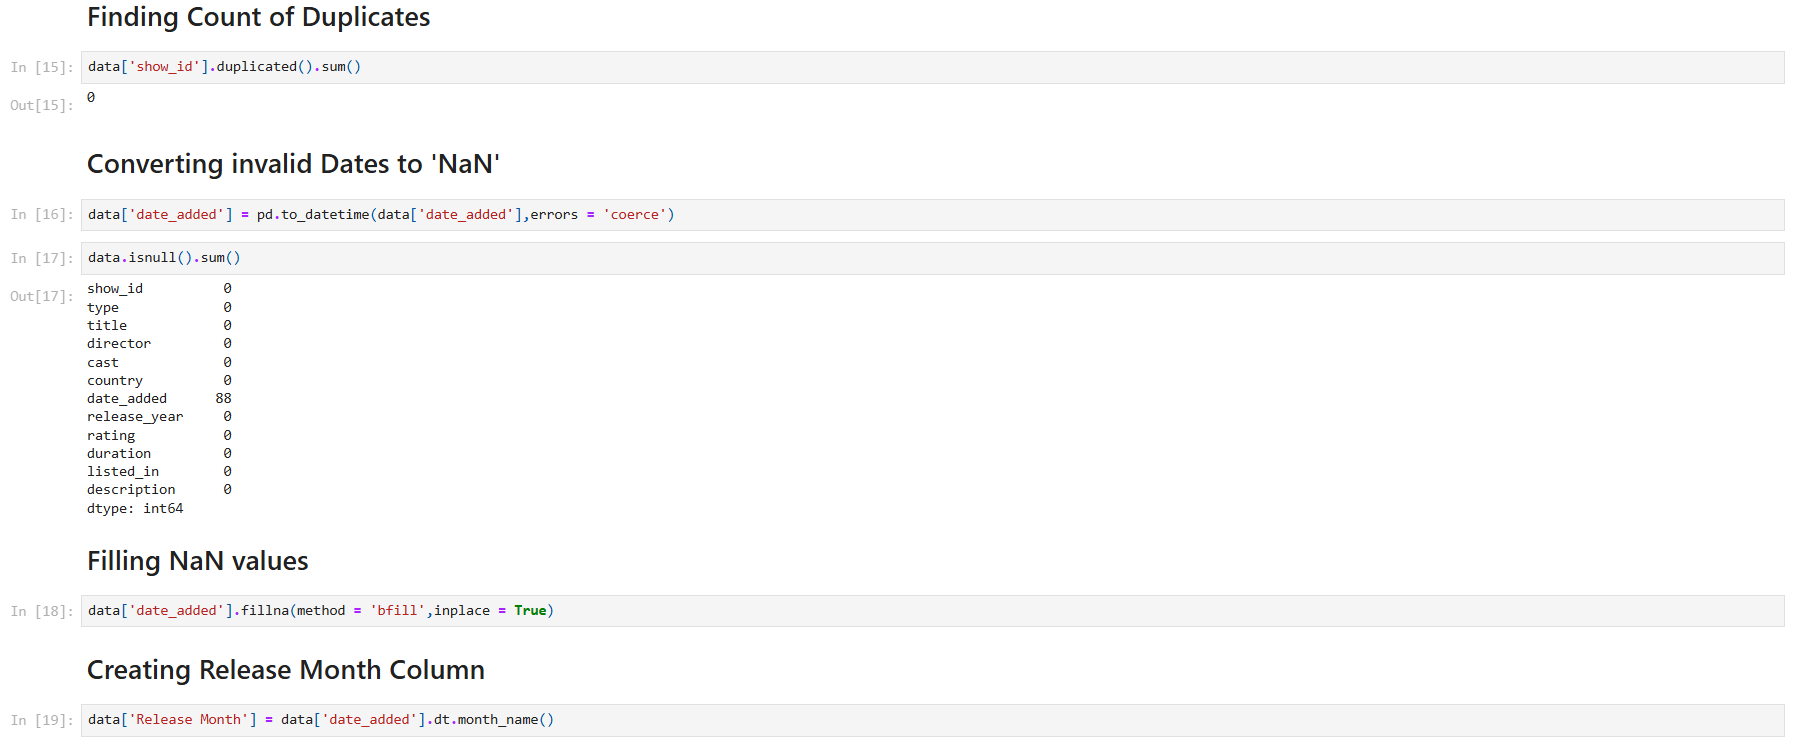 Finding Count of Duplicates
In [15]: data['show_id'].duplicated().sum()
Out[15]: 0
Converting invalid Dates to 'NaN'
In [16]: data['date_added'] = pd.to_datetime(data['date_added'],errors = 'coerce')
In [17]: data.isnull().sum()
Out[17]: show_id 0
type 0
title 0
director 0
cast 0
country 0
date_added 88
release_year 0
rating 0
duration 0
listed_in 0
description 0
dtype: int64
Filling NaN values
In [18]: data['date_added'].fillna(method = 'bfill',inplace = True)
Creating Release Month Column
In [19]: data['Release Month'] = data['date_added'].dt.month_name()